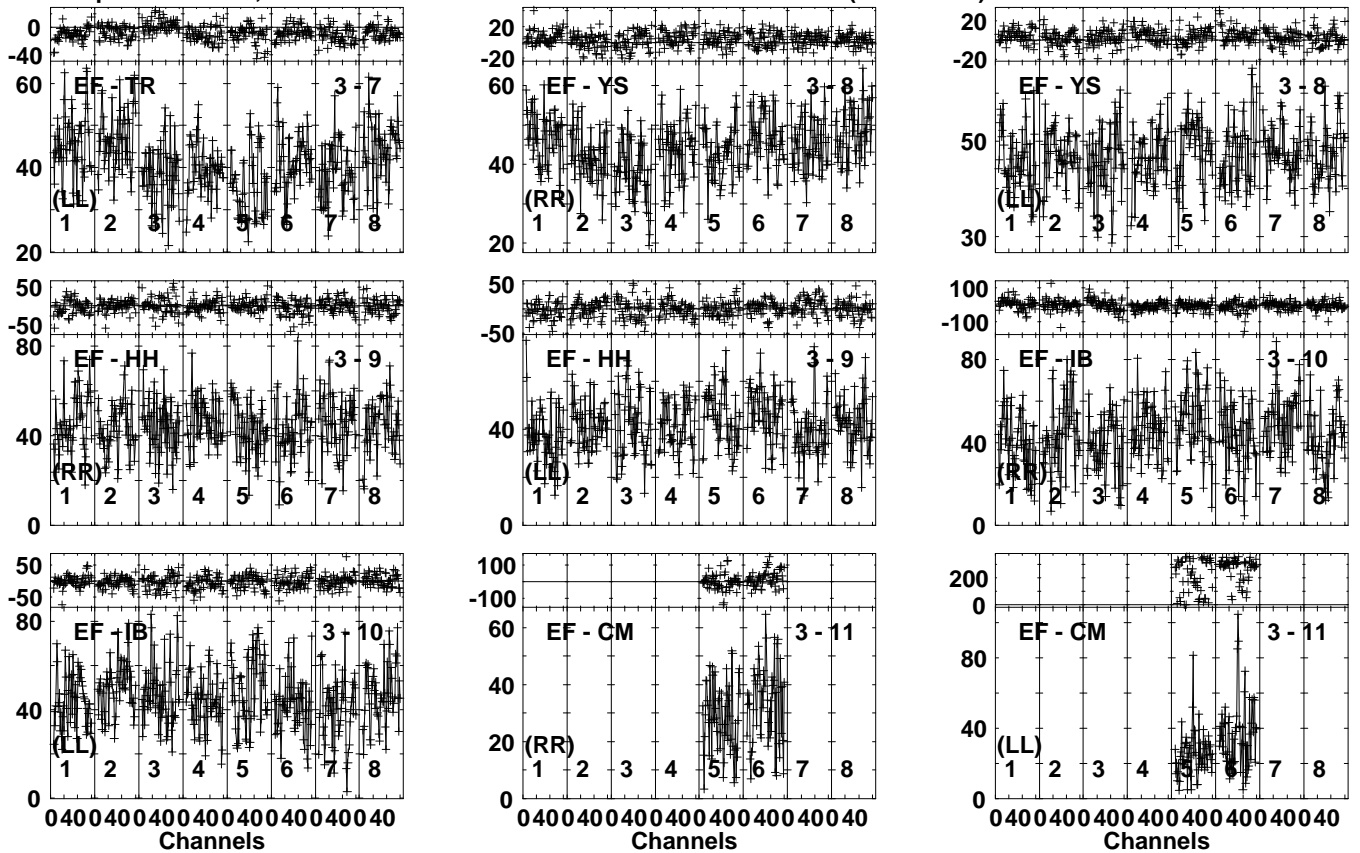 0 20 20
-40 -20 -20
60 EF - TR 3 - 7 60 EF - YS 3 - 8 EF - YS 3 - 8
40 40 50
(LL) (RR) (LL)
1 2 3 4 5 6 7 8 1 2 3 4 5 6 7 8 1 2 3 4 5 6 7 8
20 20 30
50 50 100
-50 -50 -100
80 EF - HH 3 - 9 EF - HH 3 - 9 80 EF - IB 3 - 10
40 40 40
(RR) (LL) (RR)
1 2 3 4 5 6 7 8 1 2 3 4 5 6 7 8 1 2 3 4 5 6 7 8
0 0 0
50 100 200
-50 -100 0
80 EF - IB 3 - 10 60 EF - CM 3 - 11 EF - CM 3 - 11
80
40 40 40
20
(LL) (RR) (LL)
1 2 3 4 5 6 7 8 1 2 3 4 5 6 7 8 1 2 3 4 5 6 7 8
0 0 0
0 40 0 40 0 40 0 40 0 40 0 40 0 40 0 40 0 40 0 40 0 40 0 40 0 40 0 40 0 40 0 40 0 40 0 40 0 40 0 40 0 40 0 40 0 40 0 40
Channels Channels Channels